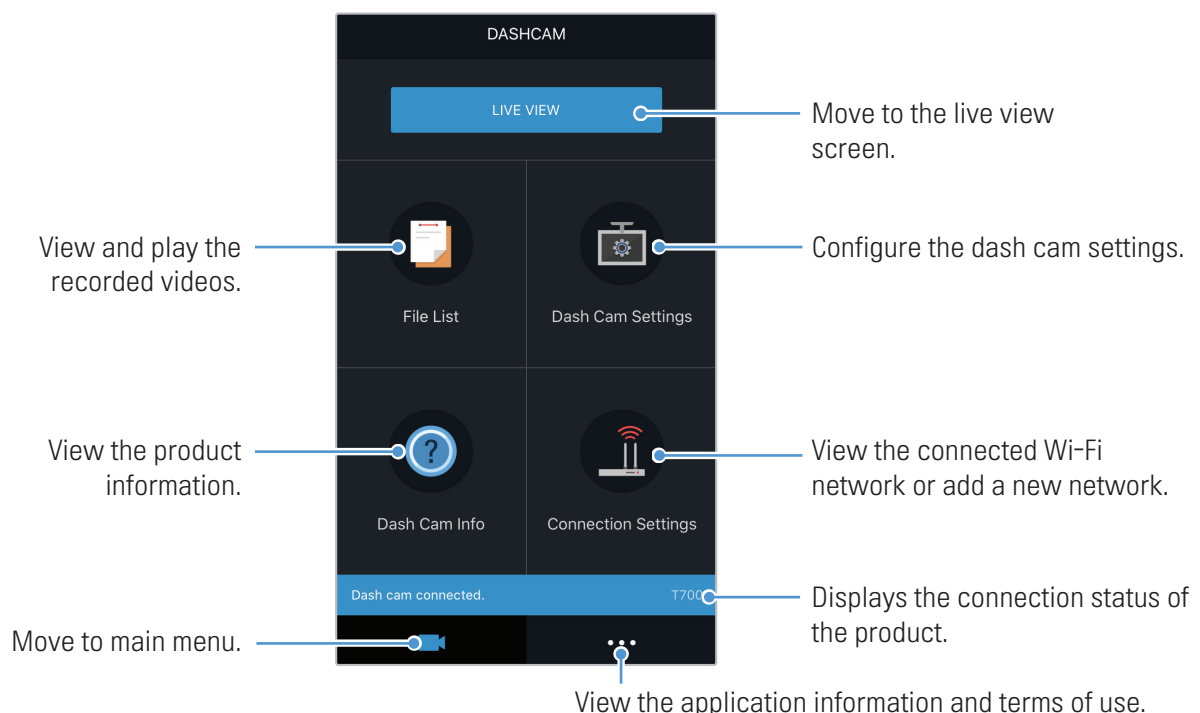 DASHCAM
LIVE VIEW
Move to the live view
screen.
View and play the
recorded videos.
Configure the dash cam settings.
File List
Dash Cam Settings
View the product
information.
View the connected Wi-Fi
network or add a new network.
Dash Cam Info
Connection Settings
Dash cam connected.
T700
Displays the connection status of
the product.
Move to main menu.
View the application information and terms of use.